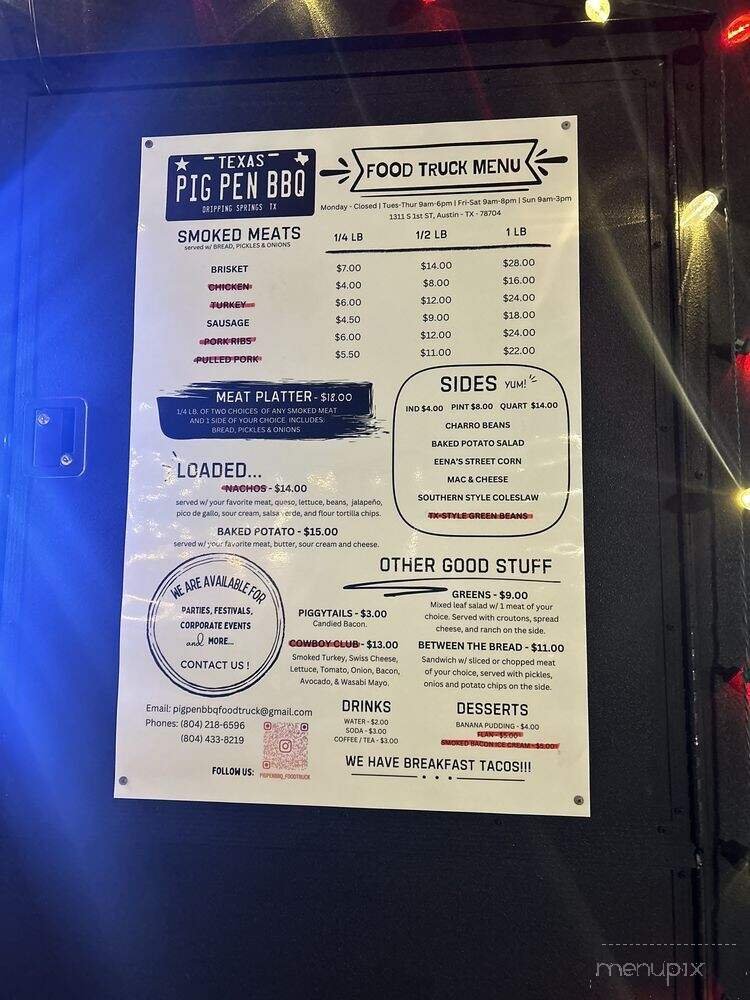 TEXAS
PIG PEN BBQ
DRIPPING SPRINGS TX
FOOD TRUCK MENU
Monday - Closed | Tues-Thur 9am-6pm | Fri-Sat 9am-8pm | Sun 9am-3pm
1311 S 1st ST, Austin - TX - 78704
SMOKED MEATS 1/4 LB 1/2 LB 1 LB
served w/ BREAD, PICKLES & ONIONS
BRISKET $7.00 $14.00 $28.00
CHICKEN $4.00 $8.00 $16.00
TURKEY $6.00 $12.00 $24.00
SAUSAGE $4.50 $9.00 $18.00
PORK RIBS $6.00 $12.00 $24.00
PULLED PORK $5.50 $11.00 $22.00
MEAT PLATTER - $18.00
1/4 LB. OF TWO CHOICES OF ANY SMOKED MEAT
AND 1 SIDE OF YOUR CHOICE. INCLUDES:
BREAD, PICKLES & ONIONS
SIDES YUM!
IND $4.00 PINT $8.00 QUART $14.00
CHARRO BEANS
BAKED POTATO SALAD
EENA'S STREET CORN
MAC & CHEESE
SOUTHERN STYLE COLESLAW
TX-STYLE GREEN BEANS
LOADED...
NACHOS - $14.00
served w/ your favorite meat, queso, lettuce, beans, jalapeño,
pico de gallo, sour cream, salsa verde, and flour tortilla chips.
BAKED POTATO - $15.00
served w/ your favorite meat, butter, sour cream and cheese.
WE ARE AVAILABLE FOR
PARTIES, FESTIVALS,
CORPORATE EVENTS
and MORE...
CONTACT US !
OTHER GOOD STUFF
PIGGYTAILS - $3.00
Candied Bacon.
COWBOY CLUB - $13.00
Smoked Turkey, Swiss Cheese,
Lettuce, Tomato, Onion, Bacon,
Avocado, & Wasabi Mayo.
GREENS - $9.00
Mixed leaf salad w/ 1 meat of your
choice. Served with croutons, spread
cheese, and ranch on the side.
BETWEEN THE BREAD - $11.00
Sandwich w/ sliced or chopped meat
of your choice, served with pickles,
onions and potato chips on the side.
Email: pigpenbbqfoodtruck@gmail.com
Phones: (804) 218-6596
(804) 433-8219
FOLLOW US:
PIGPENBBQ_FOODTRUCK
DRINKS
WATER - $2.00
SODA - $3.00
COFFEE / TEA - $3.00
DESSERTS
BANANA PUDDING - $4.00
FLAN - $5.00
SMOKED BACON ICE CREAM - $5.00
WE HAVE BREAKFAST TACOS!!!
menupix